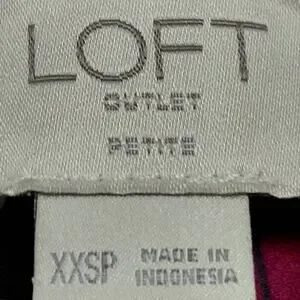 LOFT
OUTLET
PETITE
XXSP
MADE IN
INDONESIA